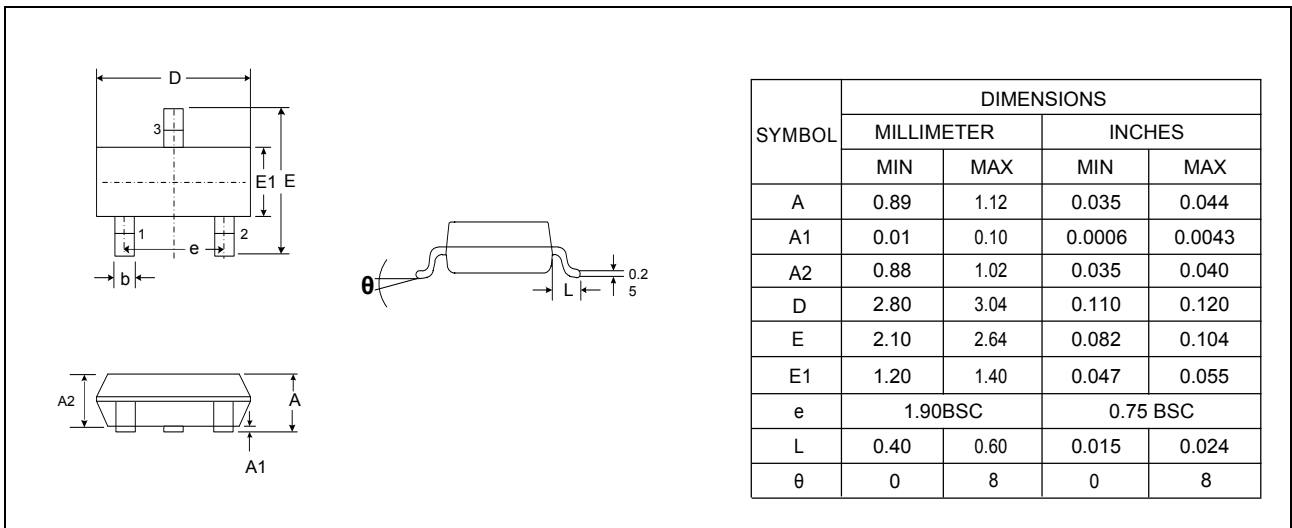 D
3
E1 E
1
2
e
b
θ
L
0.2
5
A2
A
A1
DIMENSIONS
SYMBOL MILLIMETER INCHES
MIN MAX MIN MAX
A 0.89 1.12 0.035 0.044
A1 0.01 0.10 0.0006 0.0043
A2 0.88 1.02 0.035 0.040
D 2.80 3.04 0.110 0.120
E 2.10 2.64 0.082 0.104
E1 1.20 1.40 0.047 0.055
e 1.90BSC 0.75 BSC
L 0.40 0.60 0.015 0.024
θ 0 8 0 8